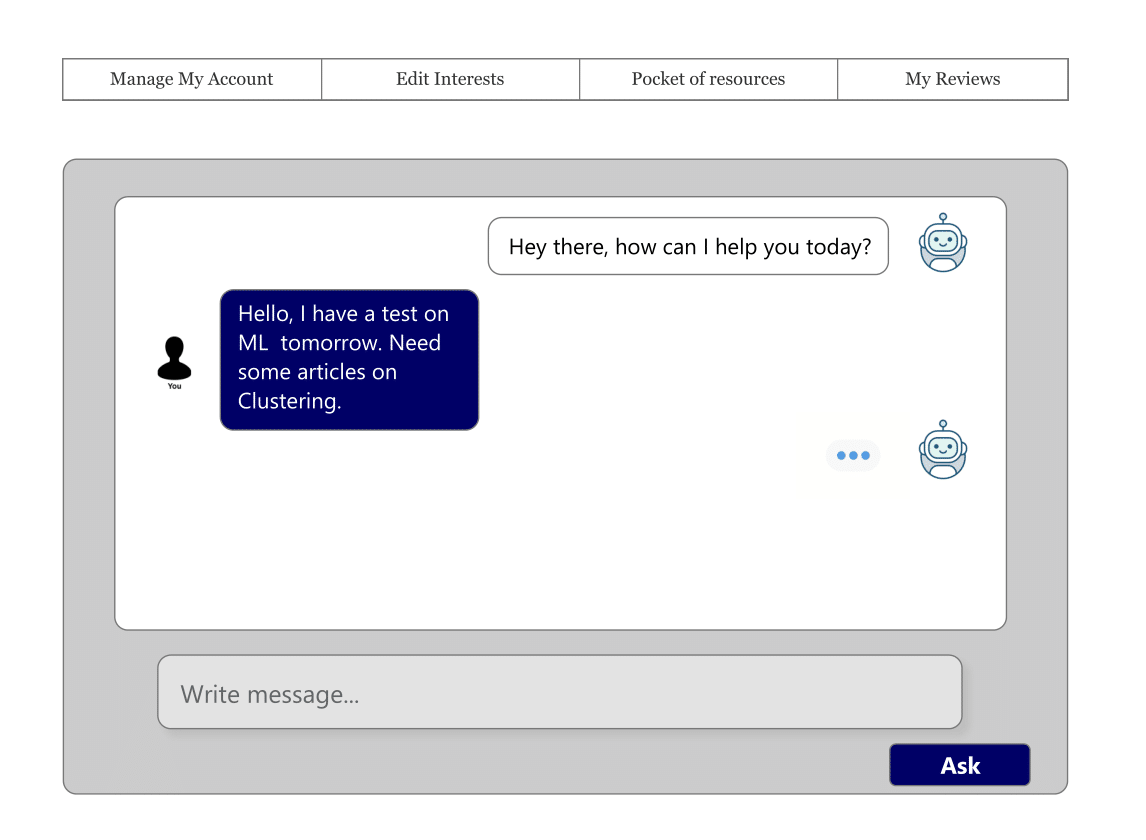 Manage My Account Edit Interests Pocket of resources My Reviews
Hey there, how can I help you today?
Hello, I have a test on
ML  tomorrow. Need
some articles on
Clustering.
You
Write message...
Ask